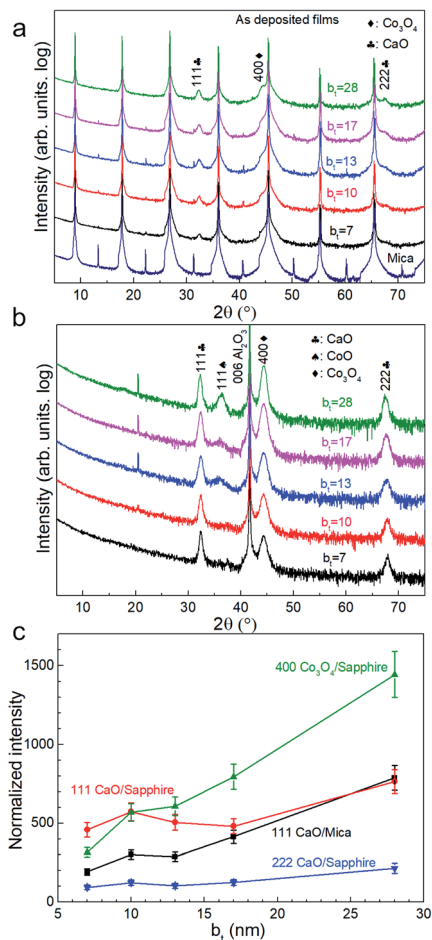 a
As deposited films
♦: Co3O4
♣: CaO
111♣
400♦
222♣
bt=28
bt=17
bt=13
bt=10
bt=7
Mica
Intensity (arb. units. log)
10 20 30 40 50 60 70
2θ (°)
b
111♣
111♠
006 Al2O3
400♦
♣: CaO
♠: CoO
♦: Co3O4
222♣
bt=28
bt=17
bt=13
bt=10
bt=7
Intensity (arb. units. log)
10 20 30 40 50 60 70
2θ (°)
c
1500
1000
500
0
Normalized intensity
400 Co3O4/Sapphire
111 CaO/Sapphire
111 CaO/Mica
222 CaO/Sapphire
5 10 15 20 25 30
bt (nm)